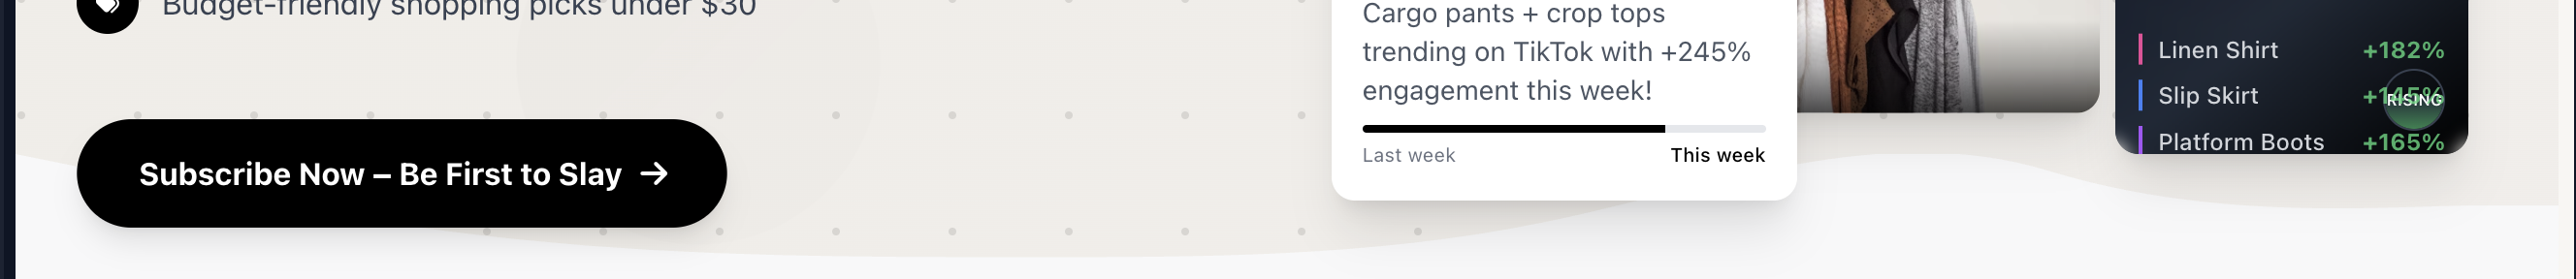 Budget-friendly shopping picks under $30
Subscribe Now – Be First to Slay
Cargo pants + crop tops
trending on TikTok with +245%
engagement this week!
Last week This week
Linen Shirt +182%
Slip Skirt +145%
RISING
Platform Boots +165%